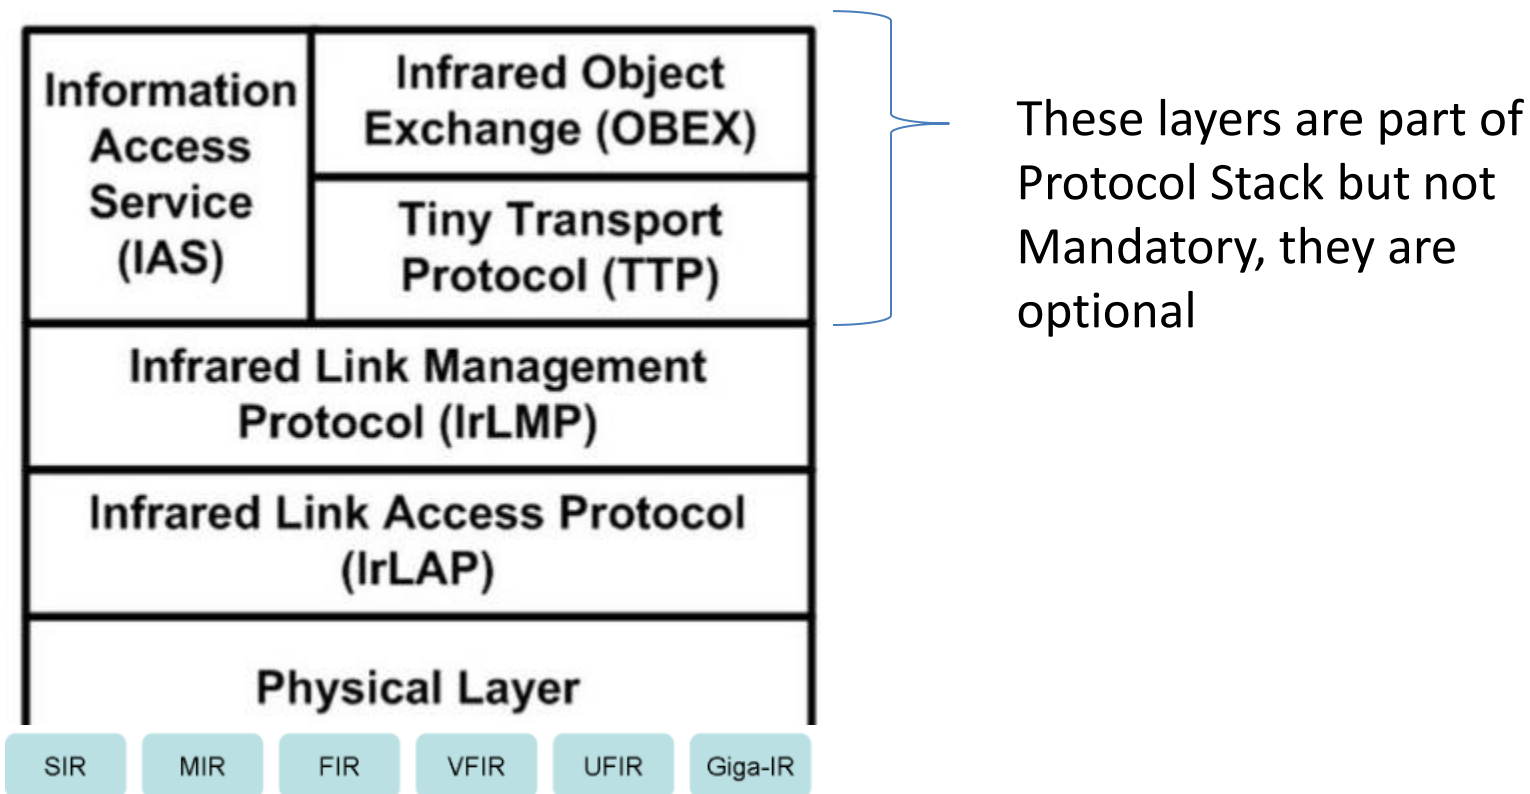 Information
Access
Service
(IAS)
Infrared Object
Exchange (OBEX)
Tiny Transport
Protocol (TTP)
These layers are part of
Protocol Stack but not
Mandatory, they are
optional
Infrared Link Management
Protocol (IrLMP)
Infrared Link Access Protocol
(IrLAP)
Physical Layer
SIR
MIR
FIR
VFIR
UFIR
Giga-IR